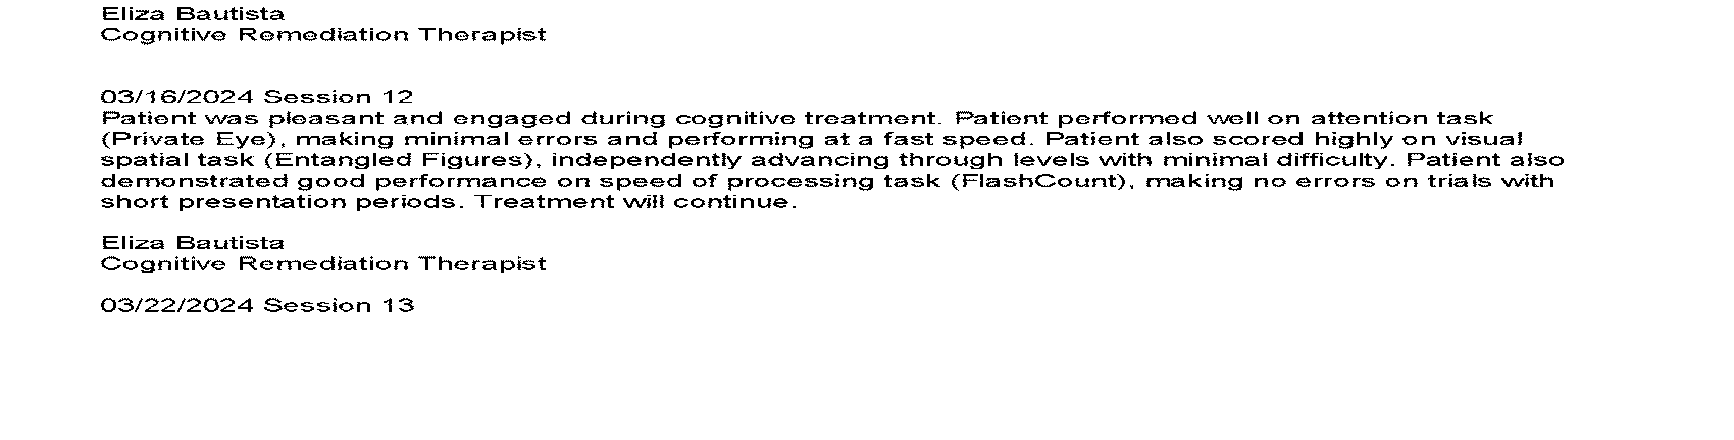 Eliza Bautista
Cognitive Remediation Therapist
03/16/2024 Session 12
Patient was pleasant and engaged during cognitive treatment. Patient performed well on attention task
(Private Eye), making minimal errors and performing at a fast speed. Patient also scored highly on visual
spatial task (Entangled Figures), independently advancing through levels with minimal difficulty. Patient also
demonstrated good performance on speed of processing task (FlashCount), making no errors on trials with
short presentation periods. Treatment will continue.
Eliza Bautista
Cognitive Remediation Therapist
03/22/2024 Session 13